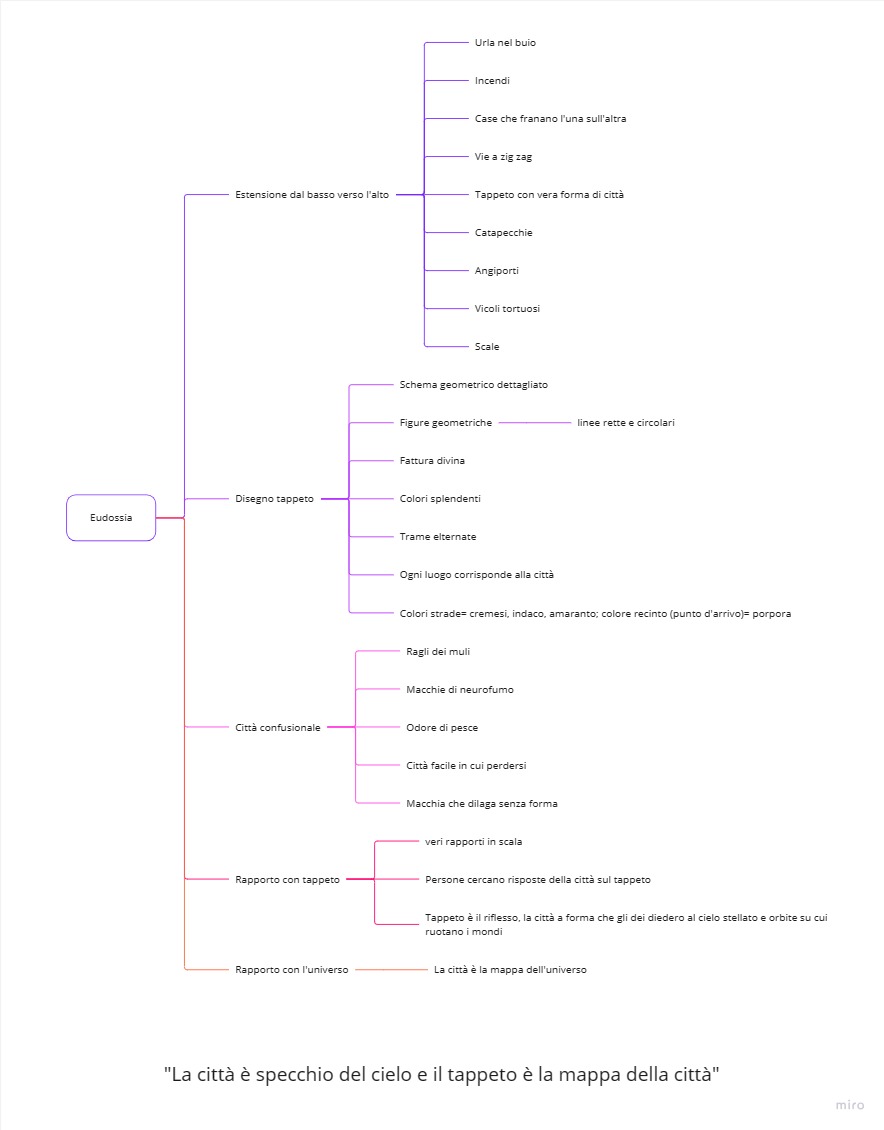 Urla nel buio
Incendi
Case che franano l'una sull'altra
Vie a zig zag
Estensione dal basso verso l'alto
Tappeto con vera forma di città
Catapecchie
Angiporti
Vicoli tortuosi
Scale
Schema geometrico dettagliato
Figure geometriche
linee rette e circolari
Fattura divina
Disegno tappeto
Colori splendenti
Eudossia
Trame elternate
Ogni luogo corrisponde alla città
Colori strade= cremesi, indaco, amaranto; colore recinto (punto d'arrivo)= porpora
Ragli dei muli
Macchie di neurofumo
Città confusionale
Odore di pesce
Città facile in cui perdersi
Macchia che dilaga senza forma
veri rapporti in scala
Rapporto con tappeto
Persone cercano risposte della città sul tappeto
Tappeto è il riflesso, la città a forma che gli dei diedero al cielo stellato e orbite su cui
ruotano i mondi
Rapporto con l'universo
La città è la mappa dell'universo
"La città è specchio del cielo e il tappeto è la mappa della città"
miro